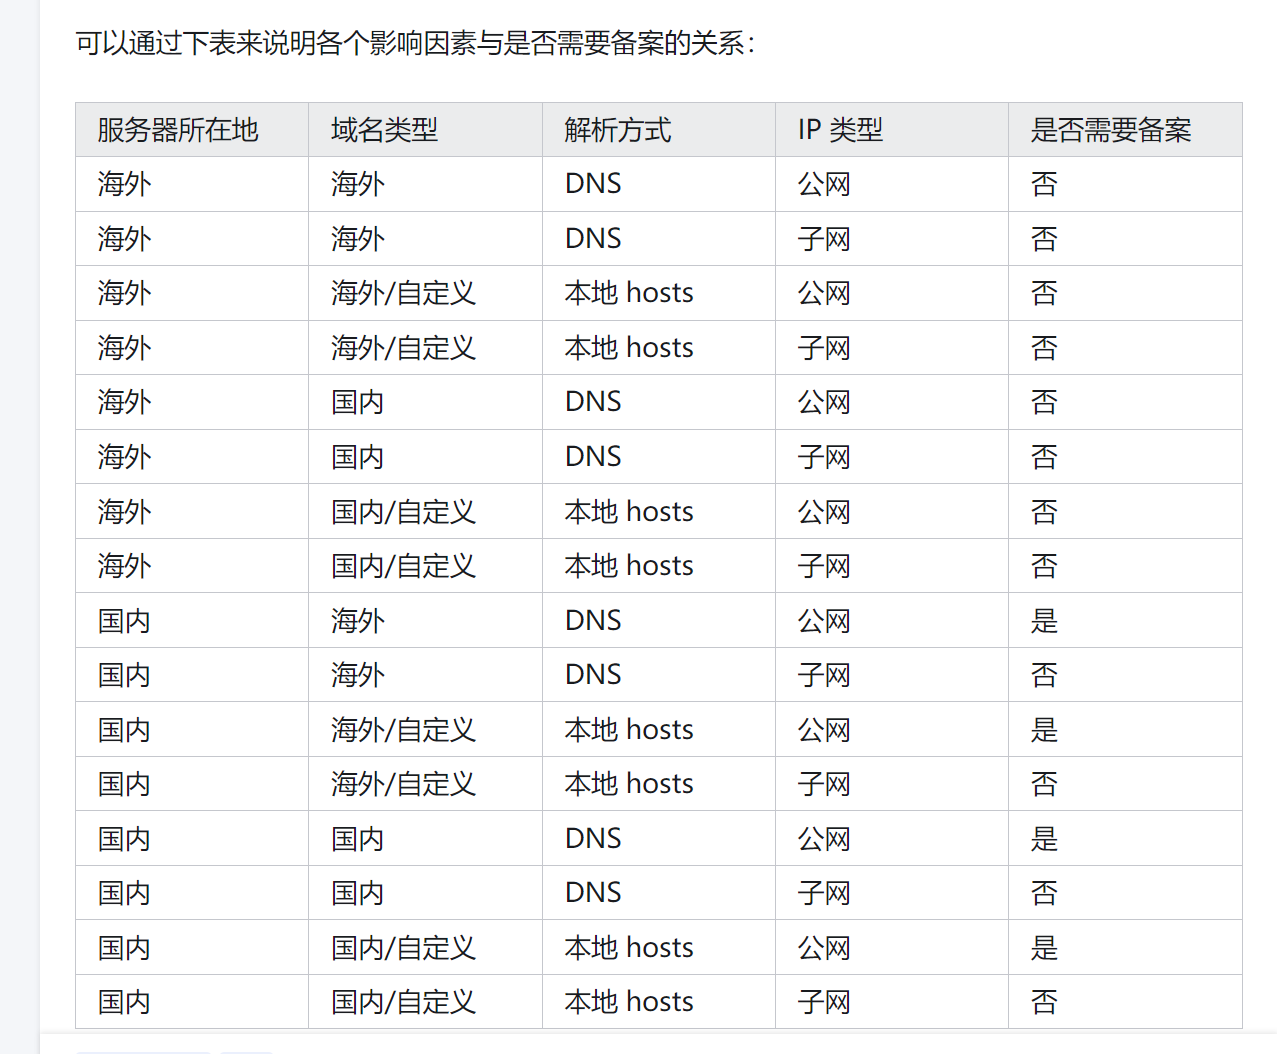 可以通过下表来说明各个影响因素与是否需要备案的关系：
服务器所在地 域名类型 解析方式 IP 类型 是否需要备案
海外 海外 DNS 公网 否
海外 海外 DNS 子网 否
海外 海外/自定义 本地 hosts 公网 否
海外 海外/自定义 本地 hosts 子网 否
海外 国内 DNS 公网 否
海外 国内 DNS 子网 否
海外 国内/自定义 本地 hosts 公网 否
海外 国内/自定义 本地 hosts 子网 否
国内 海外 DNS 公网 是
国内 海外 DNS 子网 否
国内 海外/自定义 本地 hosts 公网 是
国内 海外/自定义 本地 hosts 子网 否
国内 国内 DNS 公网 是
国内 国内 DNS 子网 否
国内 国内/自定义 本地 hosts 公网 是
国内 国内/自定义 本地 hosts 子网 否